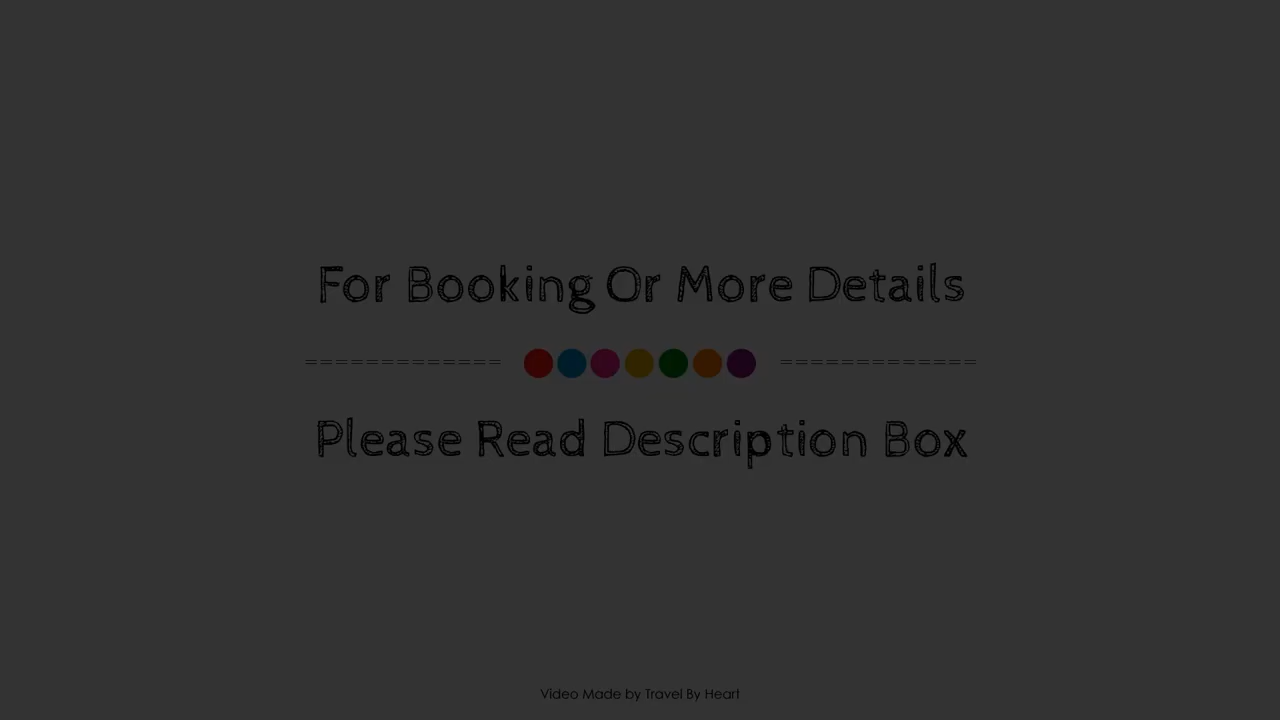 For Booking Or More Details
============= =============
Please Read Description Box
Video Made by Travel By Heart